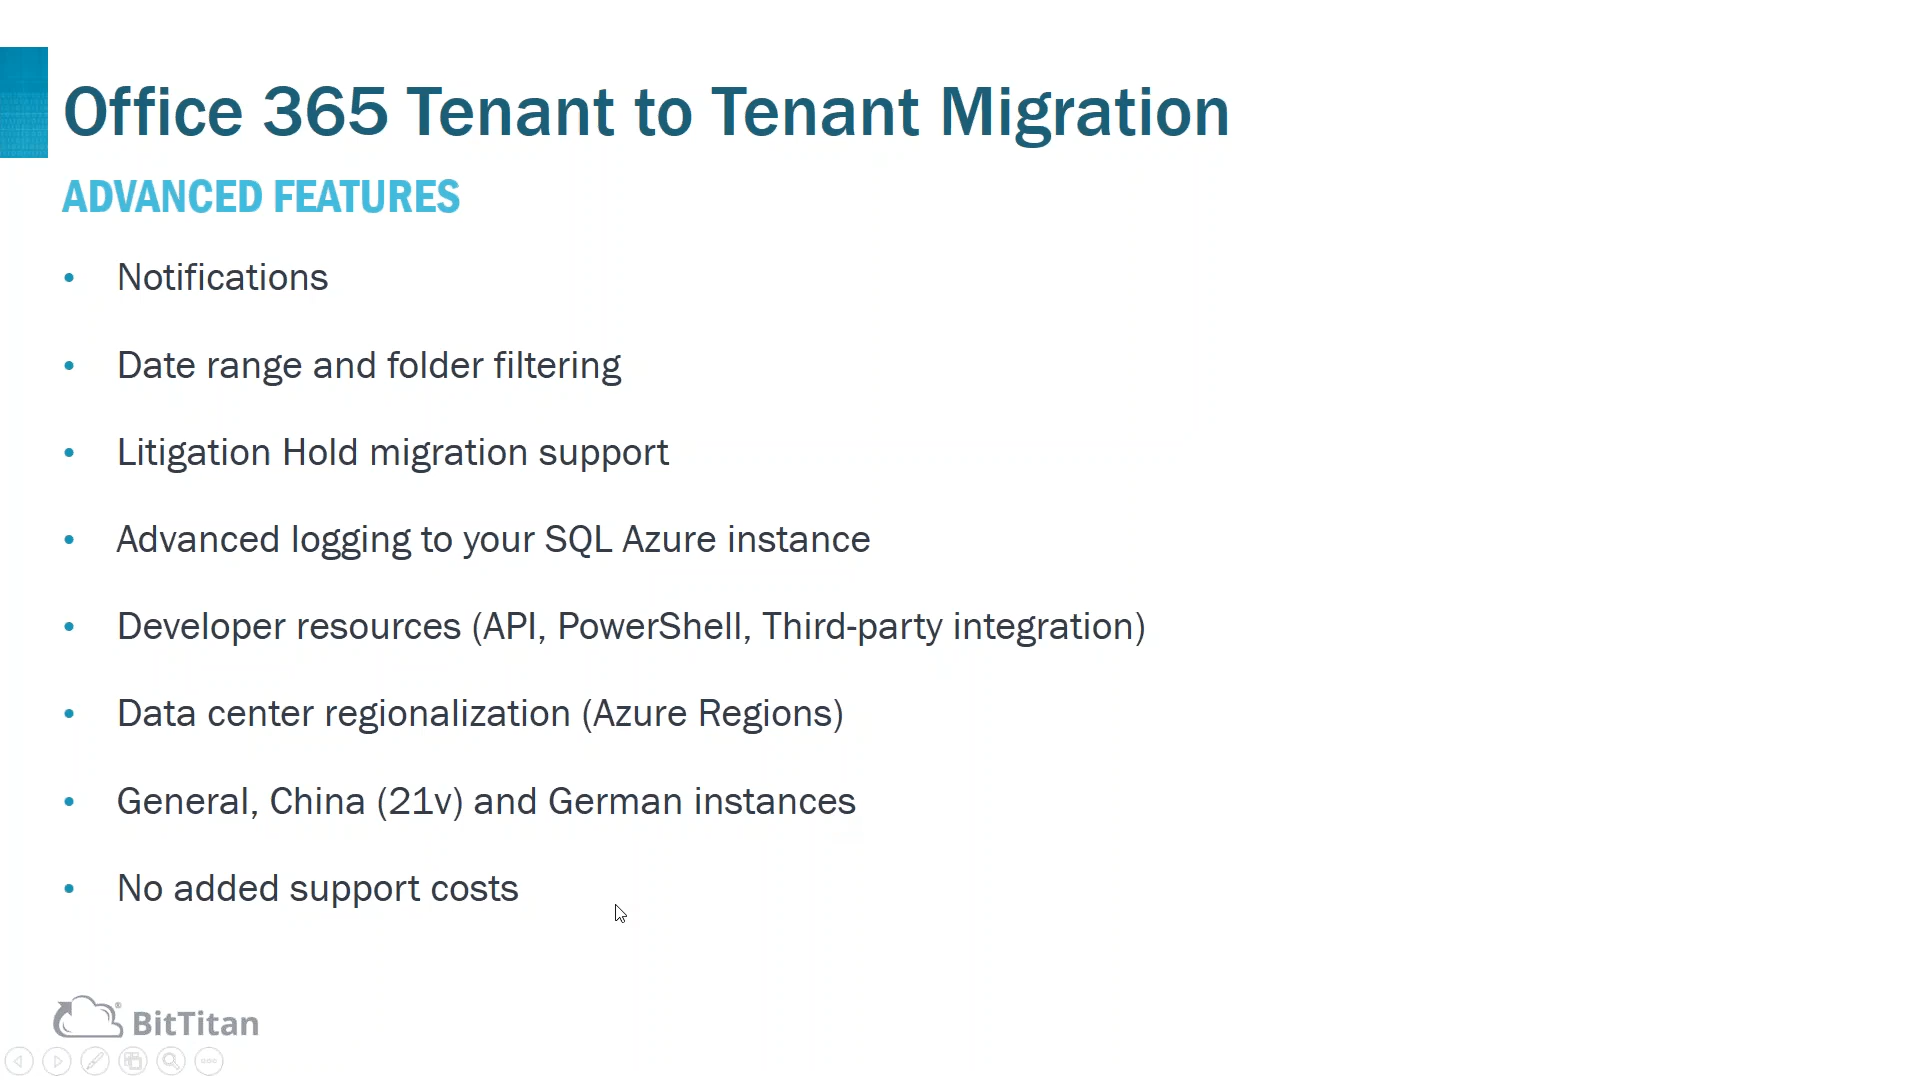 Office 365 Tenant to Tenant Migration
ADVANCED FEATURES
• Notifications
• Date range and folder filtering
• Litigation Hold migration support
• Advanced logging to your SQL Azure instance
• Developer resources (API, PowerShell, Third-party integration)
• Data center regionalization (Azure Regions)
• General, China (21v) and German instances
• No added support costs
® BitTitan